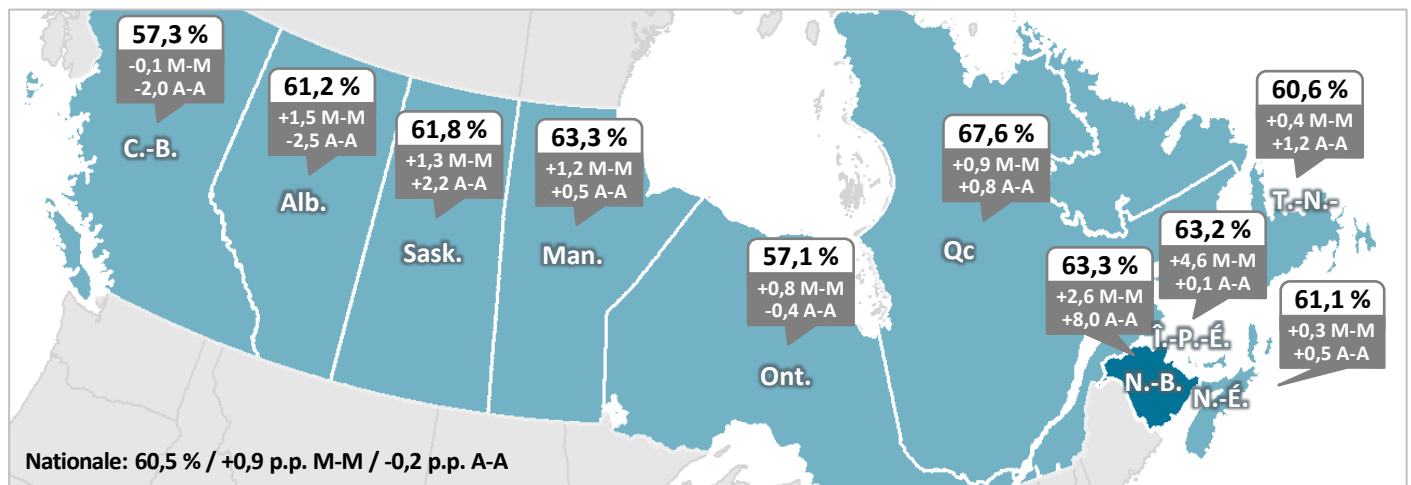 57,3 %
-0,1 M-M
-2,0 A-A
C.-B.
61,2 %
+1,5 M-M
-2,5 A-A
Alb.
61,8 %
+1,3 M-M
+2,2 A-A
Sask.
63,3 %
+1,2 M-M
+0,5 A-A
Man.
57,1 %
+0,8 M-M
-0,4 A-A
Ont.
67,6 %
+0,9 M-M
+0,8 A-A
Qc
60,6 %
+0,4 M-M
+1,2 A-A
T.-N.-
63,2 %
+4,6 M-M
+0,1 A-A
Î.-P.-É.
63,3 %
+2,6 M-M
+8,0 A-A
N.-B.
61,1 %
+0,3 M-M
+0,5 A-A
N.-É.
Nationale: 60,5 % / +0,9 p.p. M-M / -0,2 p.p. A-A